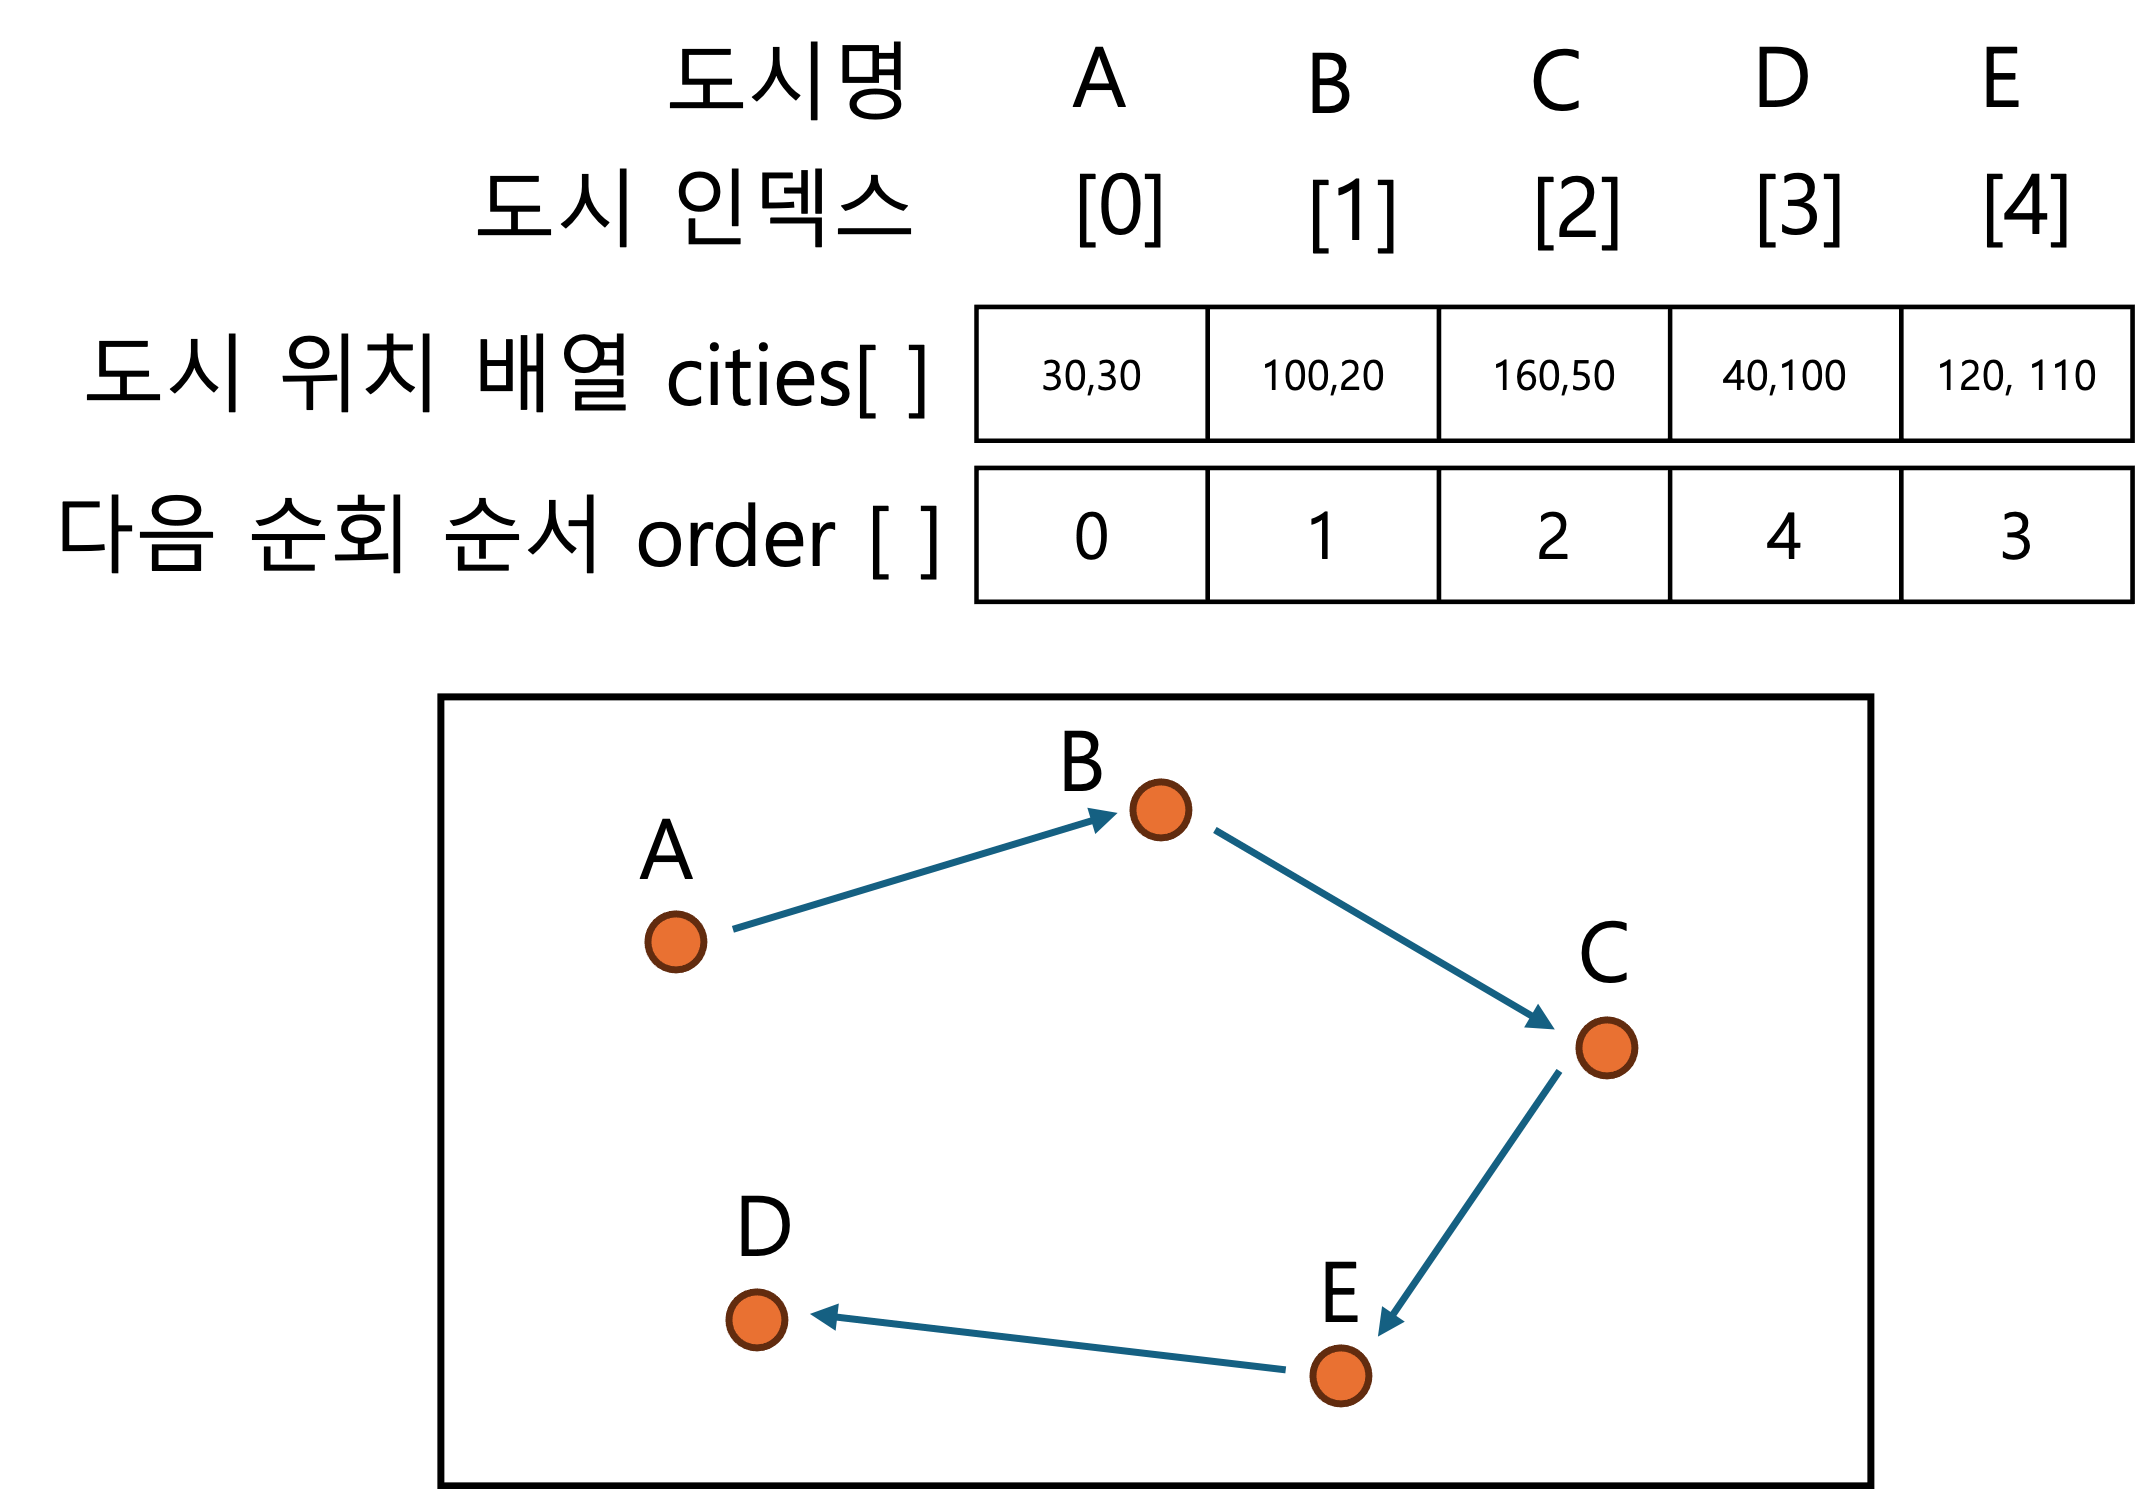 도시명 A B C D E
도시 인덱스 [0] [1] [2] [3] [4]
도시 위치 배열 cities[ ] 30,30 100,20 160,50 40,100 120, 110
다음 순회 순서 order [ ] 0 1 2 4 3
B
A
C
D
E